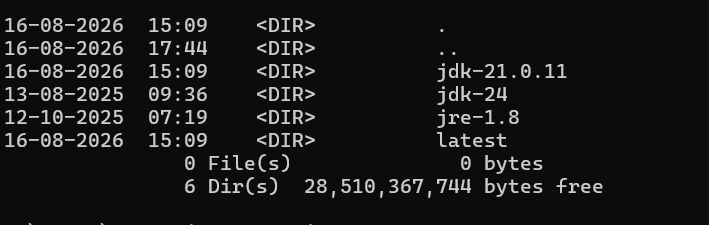 16-08-2026  15:09    <DIR>          .
16-08-2026  17:44    <DIR>          ..
16-08-2026  15:09    <DIR>          jdk-21.0.11
13-08-2025  09:36    <DIR>          jdk-24
12-10-2025  07:19    <DIR>          jre-1.8
16-08-2026  15:09    <DIR>          latest
               0 File(s)              0 bytes
               6 Dir(s)  28,510,367,744 bytes free